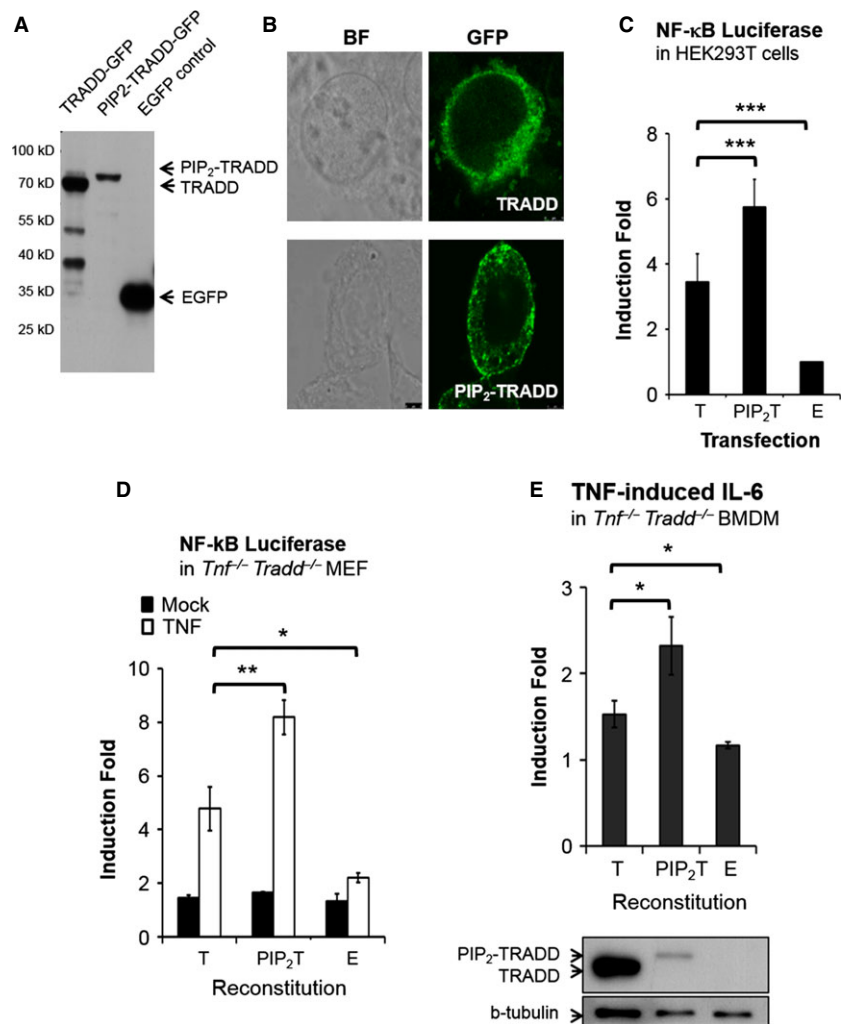 A
TRADD-GFP
PIP2-TRADD-GFP
EGFP control
100 kD
70 kD
55 kD
40 kD
35 kD
25 kD
PIP₂-TRADD
TRADD
EGFP
B
BF
GFP
TRADD
PIP₂-TRADD
C
NF-κB Luciferase
in HEK293T cells
***
***
Induction Fold
8
6
4
2
0
T
PIP₂T
E
Transfection
D
NF-kB Luciferase
in Tnf⁻/⁻ Tradd⁻/⁻ MEF
Mock
TNF
*
**
Induction Fold
10
8
6
4
2
0
T
PIP₂T
E
Reconstitution
E
TNF-induced IL-6
in Tnf⁻/⁻ Tradd⁻/⁻ BMDM
*
*
Induction Fold
3
2
1
0
T
PIP₂T
E
Reconstitution
PIP₂-TRADD
TRADD
b-tubulin